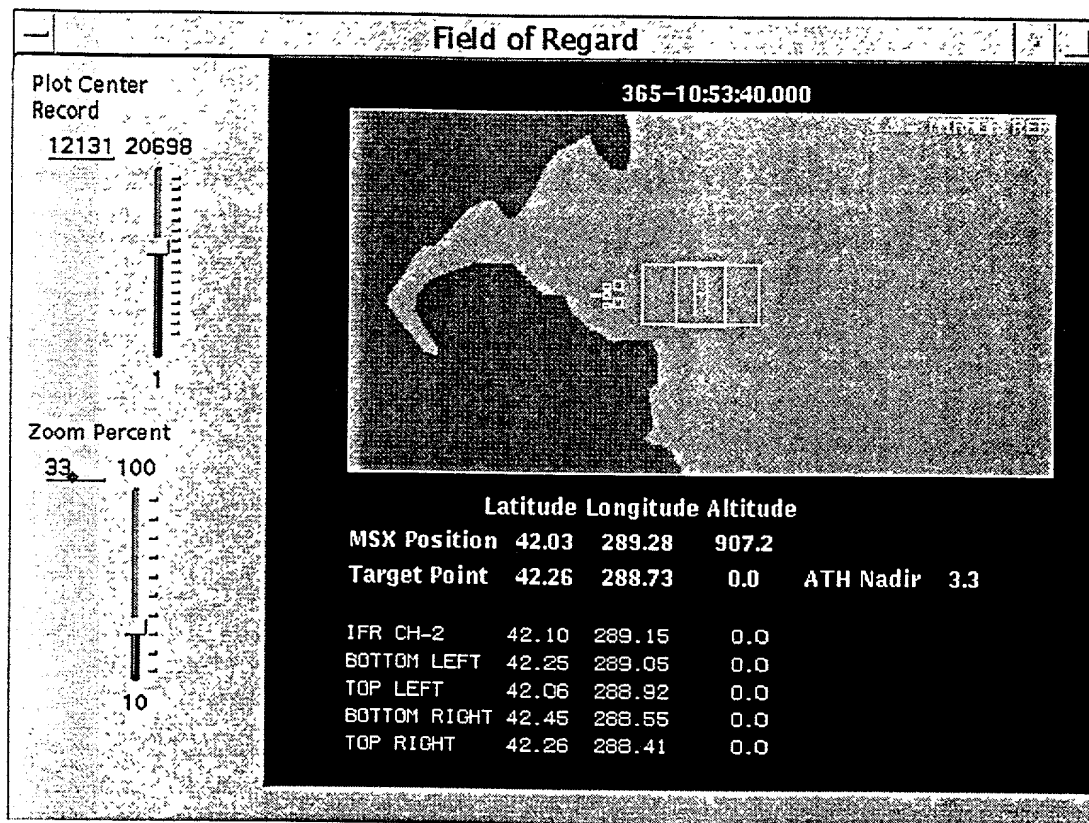 Field of Regard
Plot Center
Record
12131 20698
1
Zoom Percent
33 100
10
365-10:53:40.000
Latitude Longitude Altitude
MSX Position 42.03 289.28 907.2
Target Point 42.26 288.73 0.0 ATH Nadir 3.3
IFR CH-2 42.10 289.15 0.0
BOTTOM LEFT 42.25 289.05 0.0
TOP LEFT 42.06 288.92 0.0
BOTTOM RIGHT 42.45 288.55 0.0
TOP RIGHT 42.26 288.41 0.0